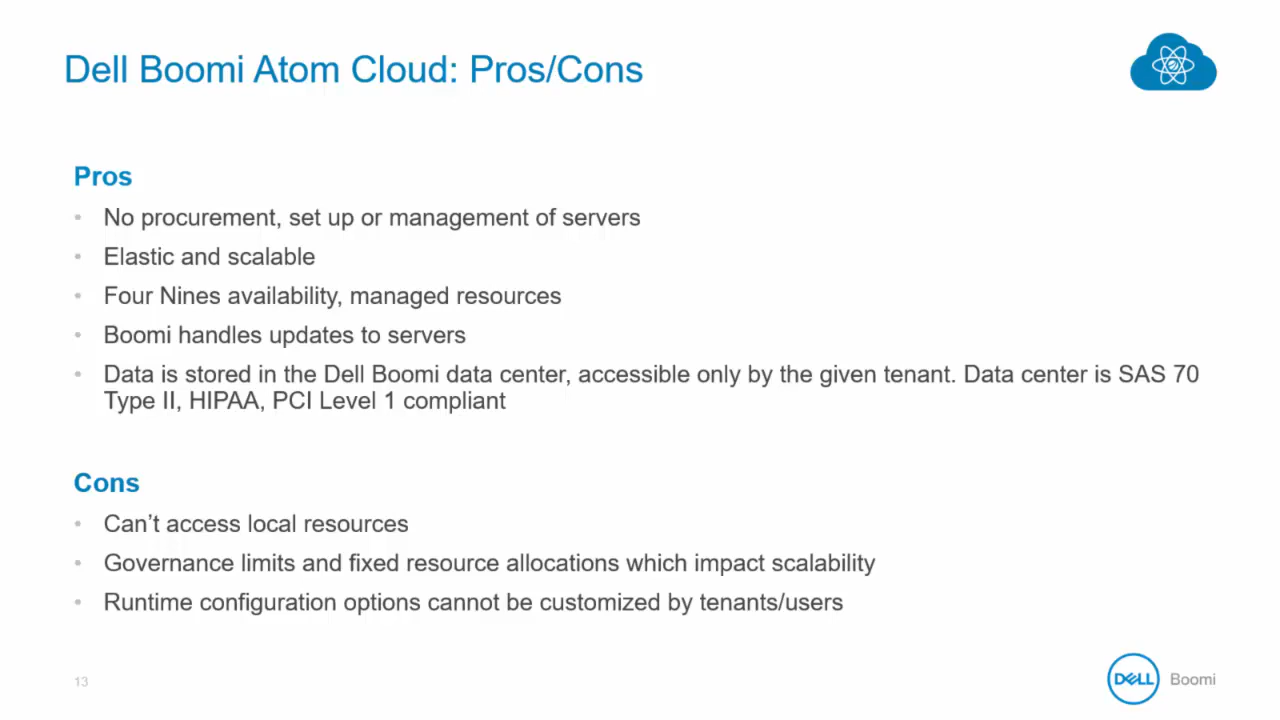 Dell Boomi Atom Cloud: Pros/Cons
Pros
• No procurement, set up or management of servers
• Elastic and scalable
• Four Nines availability, managed resources
• Boomi handles updates to servers
• Data is stored in the Dell Boomi data center, accessible only by the given tenant. Data center is SAS 70
Type II, HIPAA, PCI Level 1 compliant
Cons
• Can’t access local resources
• Governance limits and fixed resource allocations which impact scalability
• Runtime configuration options cannot be customized by tenants/users
13
DELL Boomi